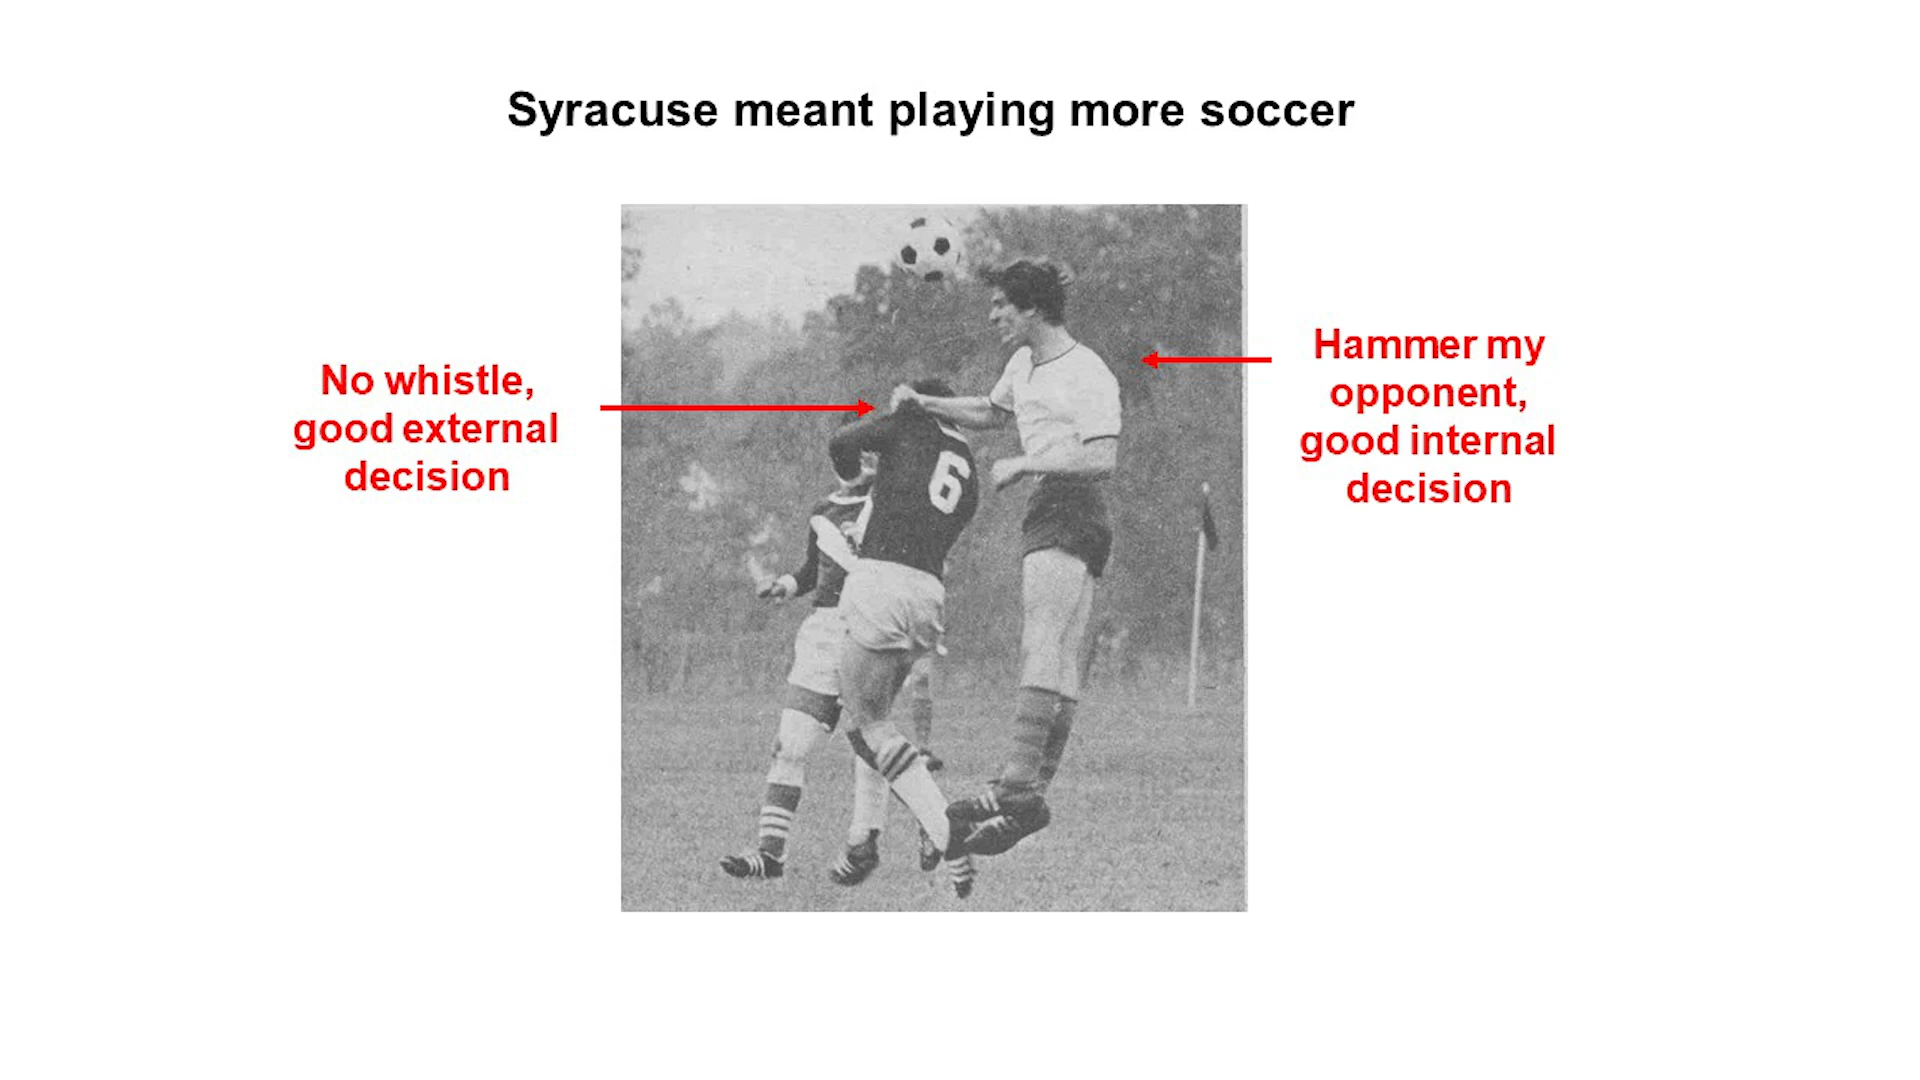 Syracuse meant playing more soccer
No whistle,
good external
decision
Hammer my
opponent,
good internal
decision
6